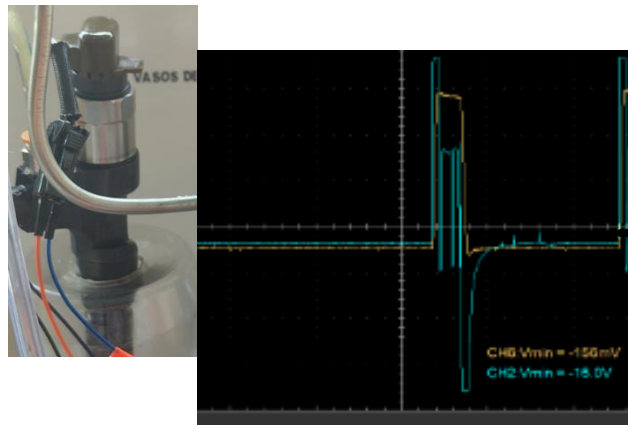 VASOS DE
CH6 Vmin = -156mV
CH2 Vmin = -16.0V